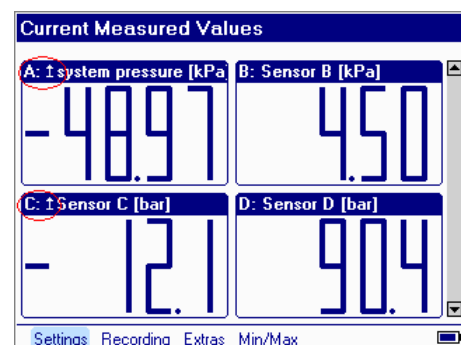 Current Measured Values
A: ↥ system pressure [kPa
B: Sensor B [kPa]
-48.97
4.50
C: ↥ Sensor C [bar]
D: Sensor D [bar]
-12.1
90.4
Settings Recording Extras Min/Max